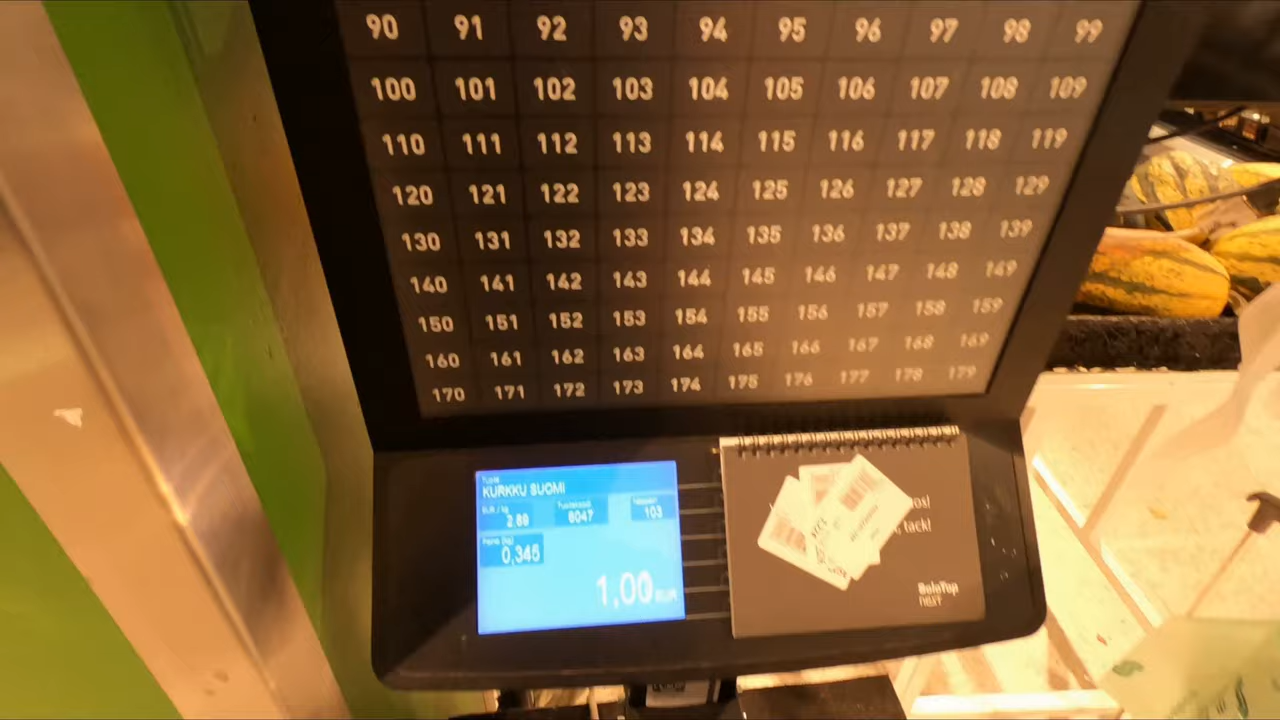 90 91 92 93 94 95 96 97 98 99
100 101 102 103 104 105 106 107 108 109
110 111 112 113 114 115 116 117 118 119
120 121 122 123 124 125 126 127 128 129
130 131 132 133 134 135 136 137 138 139
140 141 142 143 144 145 146 147 148 149
150 151 152 153 154 155 156 157 158 159
160 161 162 163 164 165 166 167 168 169
170 171 172 173 174 175 176 177 178 179
KURKKU SUOMI
EUR / kg
2.89 6047 103
0,345
1,00 EUR
tack!
next